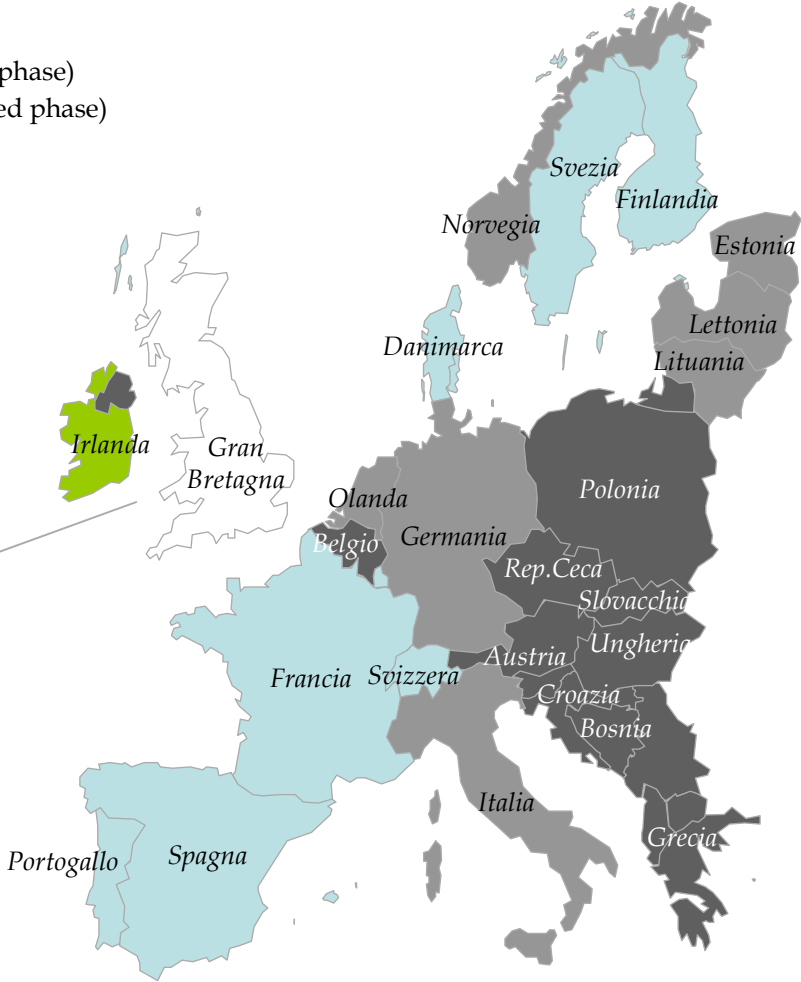 phase)
ed phase)
Svezia
Finlandia
Norvegia
Estonia
Lettonia
Danimarca
Lituania
Irlanda
Gran
Bretagna
Polonia
Olanda
Germania
Belgio
Rep.Ceca
Slovacchia
Ungheria
Austria
Francia
Svizzera
Croazia
Bosnia
Italia
Grecia
Portogallo
Spagna